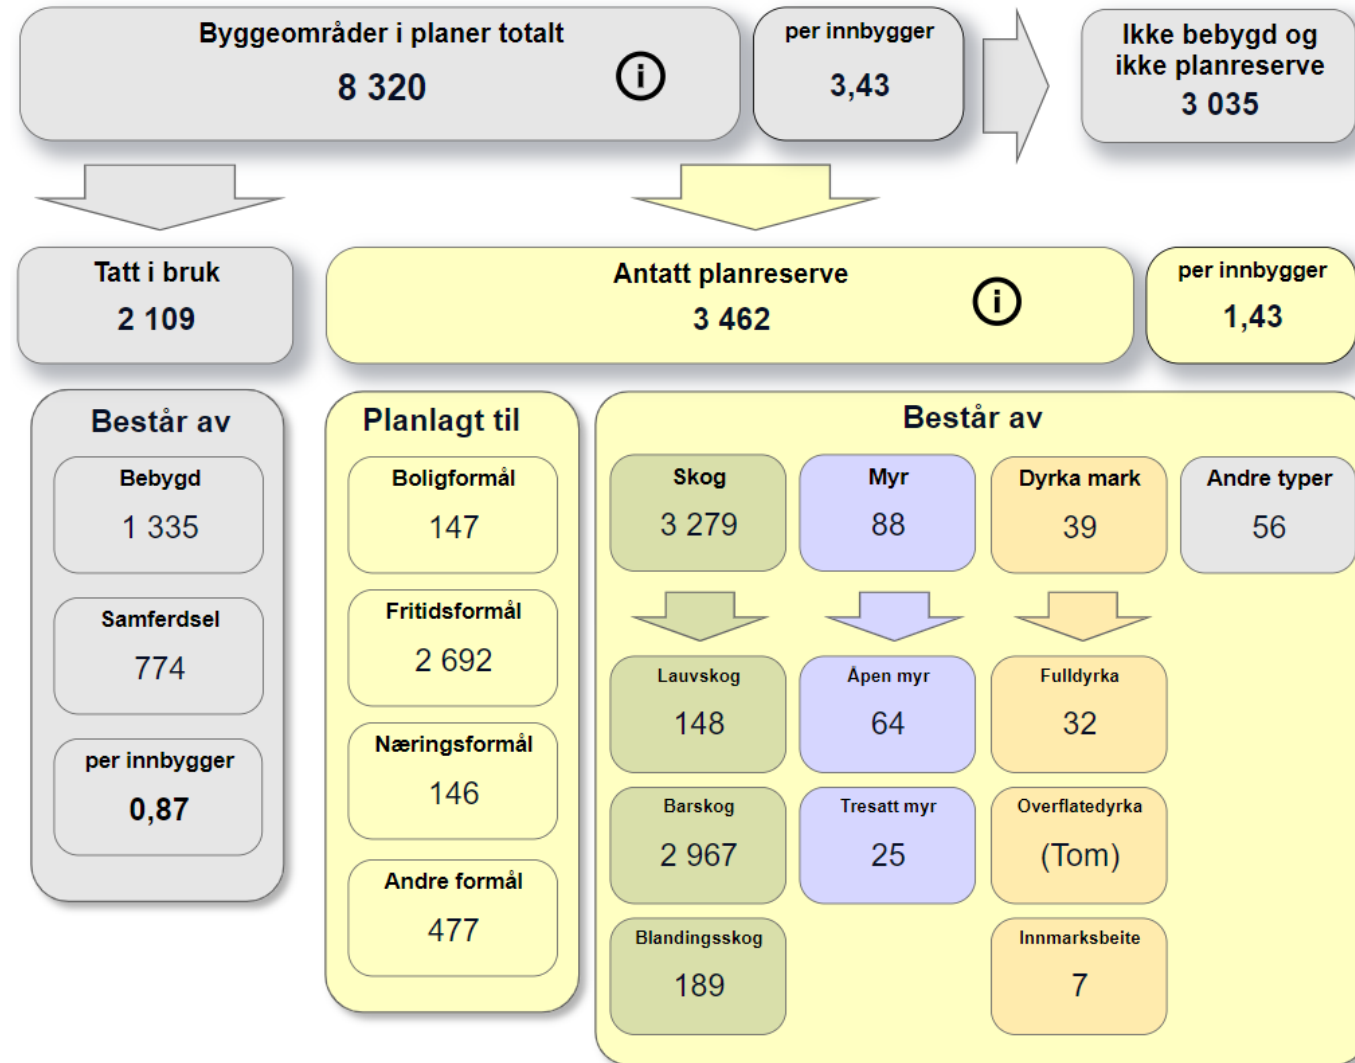 Byggeområder i planer totalt
8 320
per innbygger
3,43
Ikke bebygd og
ikke planreserve
3 035
Tatt i bruk
2 109
Antatt planreserve
3 462
per innbygger
1,43
Består av
Bebygd
1 335
Samferdsel
774
per innbygger
0,87
Planlagt til
Boligformål
147
Fritidsformål
2 692
Næringsformål
146
Andre formål
477
Består av
Skog
3 279
Myr
88
Dyrka mark
39
Andre typer
56
Lauvskog
148
Åpen myr
64
Fulldyrka
32
Barskog
2 967
Tresatt myr
25
Overflatedyrka
(Tom)
Blandingsskog
189
Innmarksbeite
7